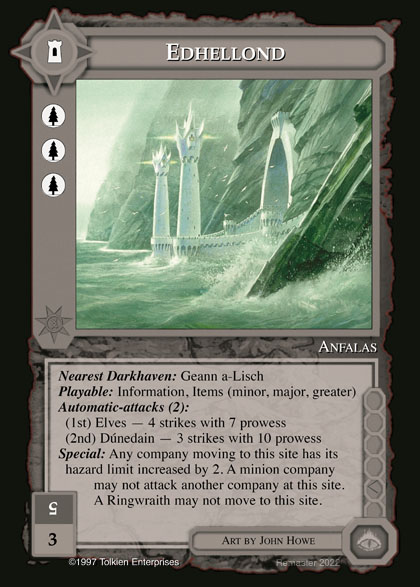 EDHELLOND
ANFALAS
Nearest Darkhaven: Geann a-Lisch
Playable: Information, Items (minor, major, greater)
Automatic-attacks (2):
(1st) Elves — 4 strikes with 7 prowess
(2nd) Dúnedain — 3 strikes with 10 prowess
Special: Any company moving to this site has its
hazard limit increased by 2. A minion company
may not attack another company at this site.
A Ringwraith may not move to this site.
5
3
ART BY JOHN HOWE
©1997 Tolkien Enterprises
Remaster 2022